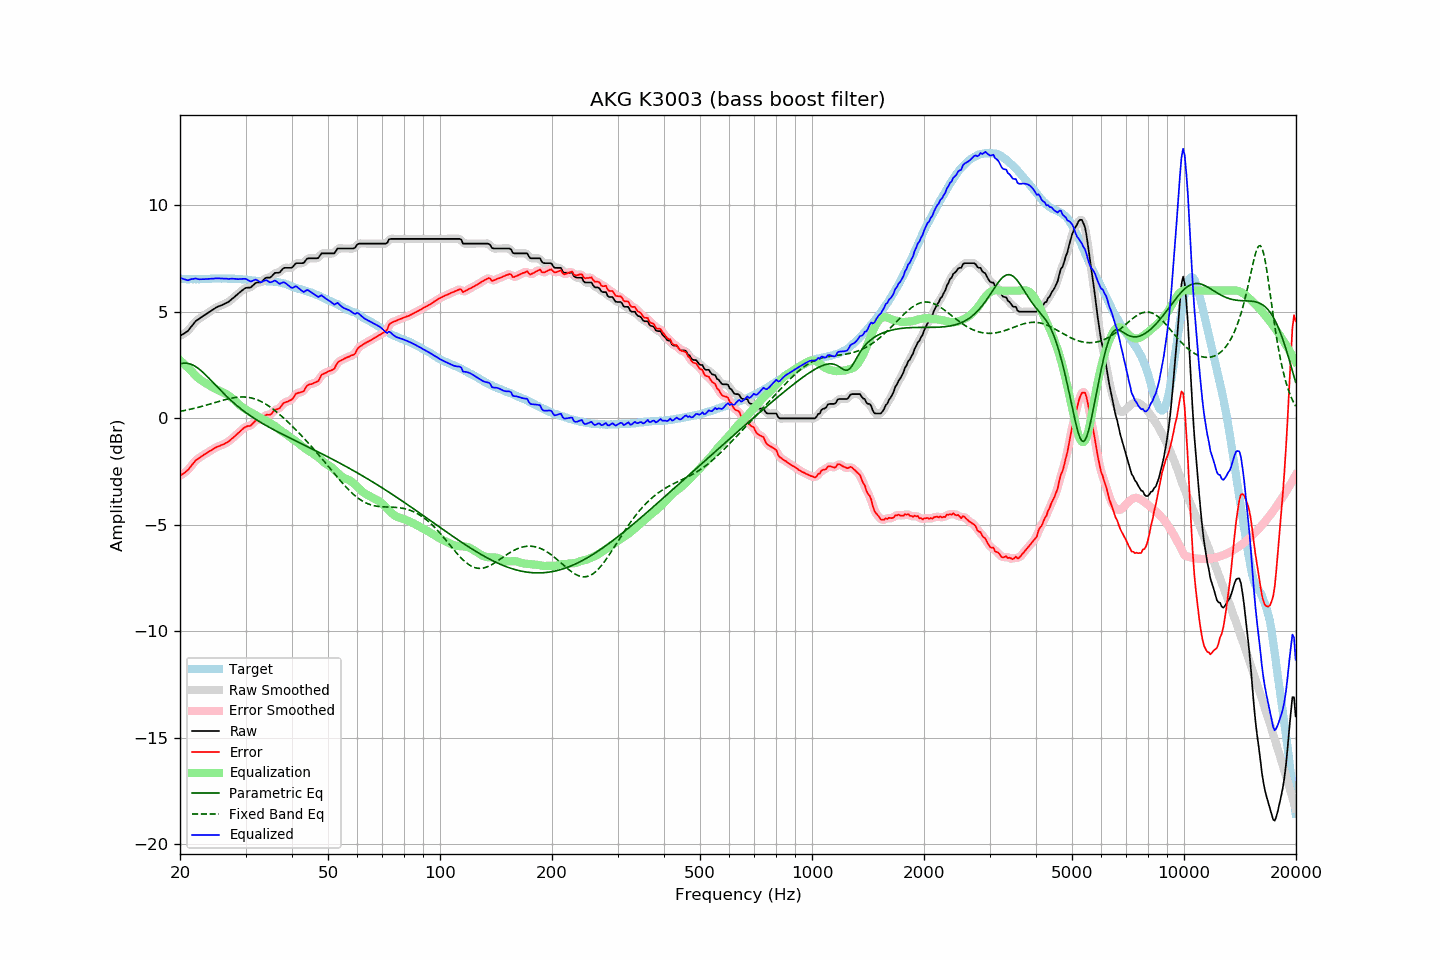 AKG K3003 (bass boost filter)
Amplitude (dBr)
10
5
0
−5
−10
−15
−20
Target
Raw Smoothed
Error Smoothed
Raw
Error
Equalization
Parametric Eq
Fixed Band Eq
Equalized
20 50 100 200 500 1000 2000 5000 10000 20000
Frequency (Hz)